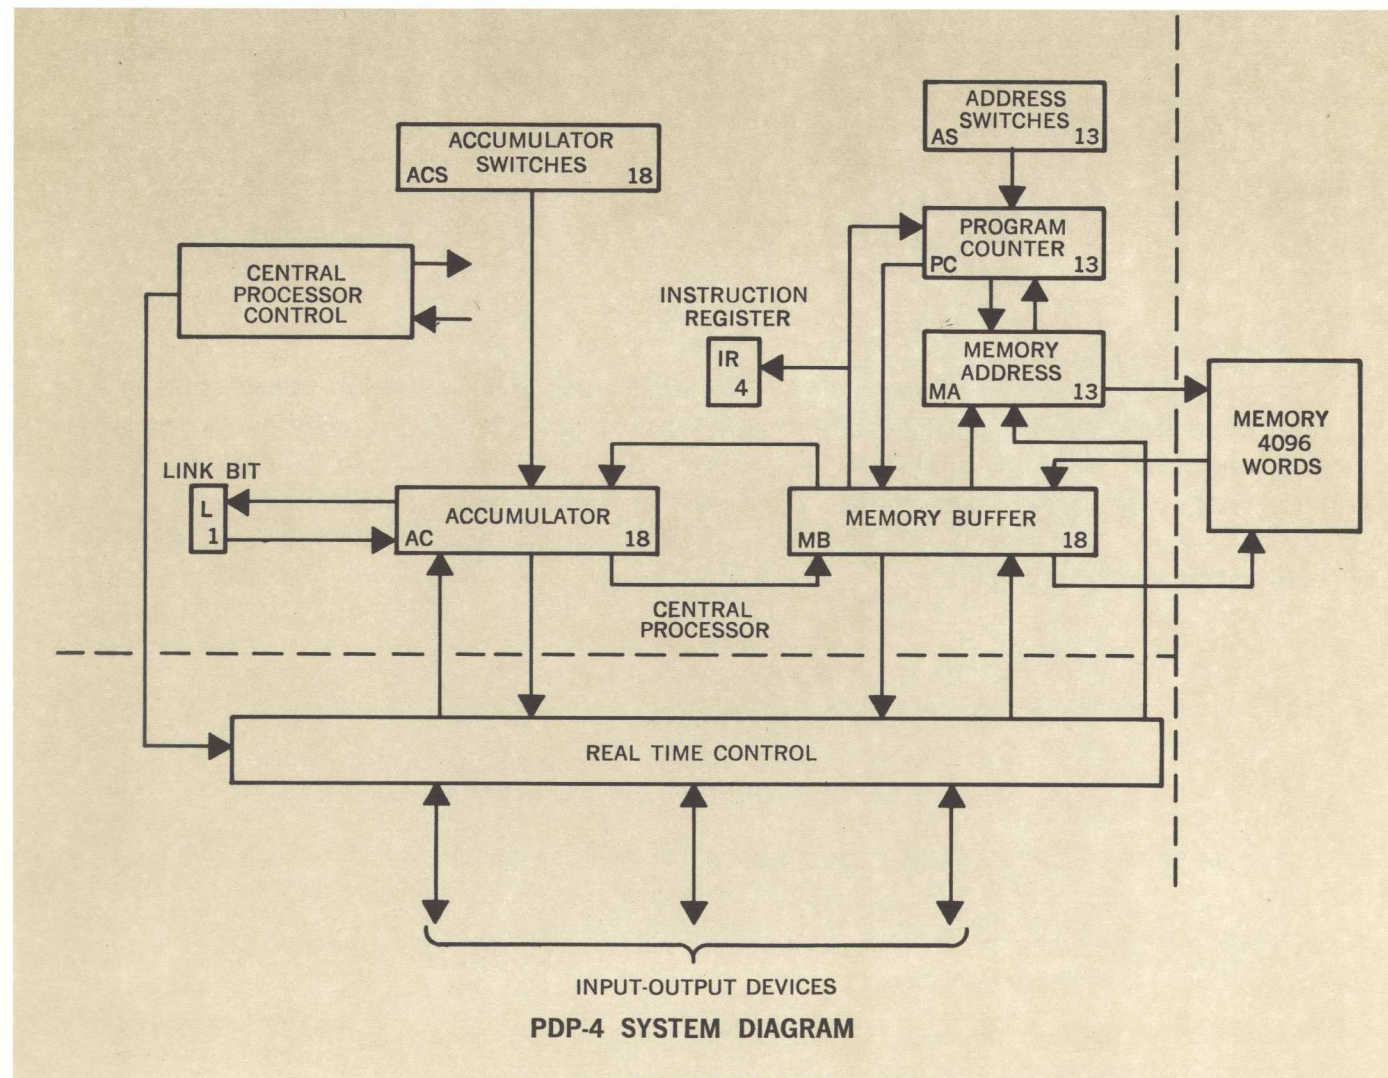 ADDRESS
SWITCHES
AS 13
ACCUMULATOR
SWITCHES
ACS 18
PROGRAM
COUNTER
PC 13
CENTRAL
PROCESSOR
CONTROL
INSTRUCTION
REGISTER
IR
4
MEMORY
ADDRESS
MA 13
MEMORY
4096
WORDS
LINK BIT
L
1
ACCUMULATOR
AC 18
MEMORY BUFFER
MB 18
CENTRAL
PROCESSOR
REAL TIME CONTROL
INPUT-OUTPUT DEVICES
PDP-4 SYSTEM DIAGRAM